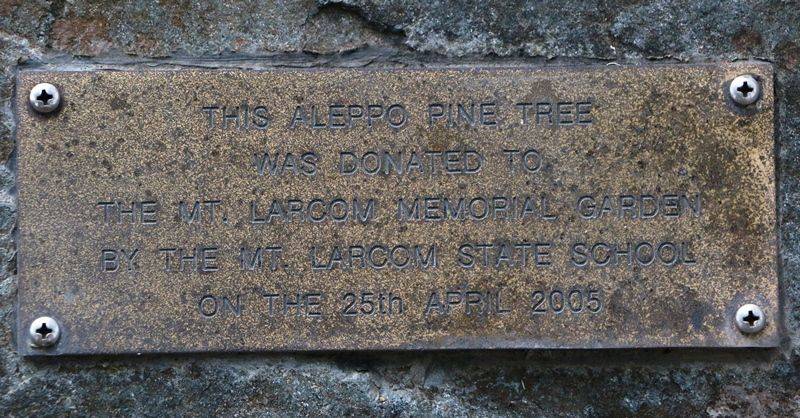 THIS ALEPPO PINE TREE
WAS DONATED TO
THE MT. LARCOM MEMORIAL GARDEN
BY THE MT. LARCOM STATE SCHOOL
ON THE 25th APRIL 2005